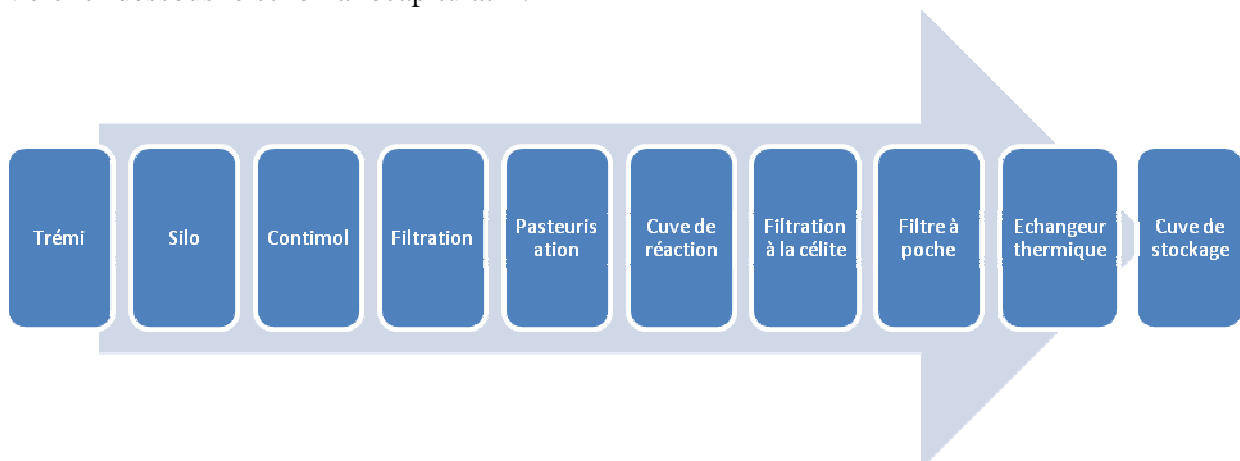 Trémi
Silo
Contimol
Filtration
Pasteuris
ation
Cuve de
réaction
Filtration
à la célite
Filtre à
poche
Echangeur
thermique
Cuve de
stockage